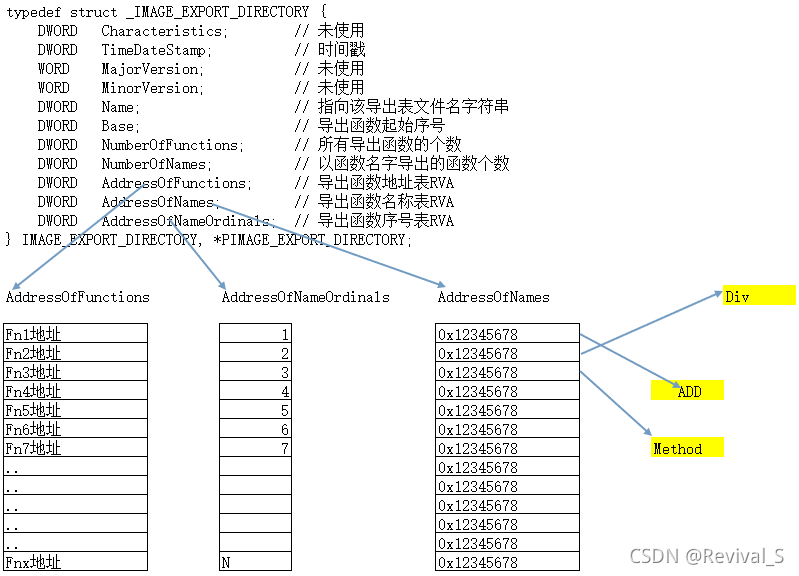 typedef struct _IMAGE_EXPORT_DIRECTORY {
DWORD Characteristics; // 未使用
DWORD TimeDateStamp; // 时间戳
WORD MajorVersion; // 未使用
WORD MinorVersion; // 未使用
DWORD Name; // 指向该导出表文件名字符串
DWORD Base; // 导出函数起始序号
DWORD NumberOfFunctions; // 所有导出函数的个数
DWORD NumberOfNames; // 以函数名字导出的函数个数
DWORD AddressOfFunctions; // 导出函数地址表RVA
DWORD AddressOfNames; // 导出函数名称表RVA
DWORD AddressOfNameOrdinals; // 导出函数序号表RVA
} IMAGE_EXPORT_DIRECTORY, *PIMAGE_EXPORT_DIRECTORY;
AddressOfFunctions AddressOfNameOrdinals AddressOfNames Div
Fn1地址 1 0x12345678
Fn2地址 2 0x12345678
Fn3地址 3 0x12345678
Fn4地址 4 0x12345678 ADD
Fn5地址 5 0x12345678
Fn6地址 6 0x12345678
Fn7地址 7 0x12345678 Method
.. 0x12345678
.. 0x12345678
.. 0x12345678
.. 0x12345678
.. 0x12345678
Fnx地址 N 0x12345678
CSDN @Revival_S